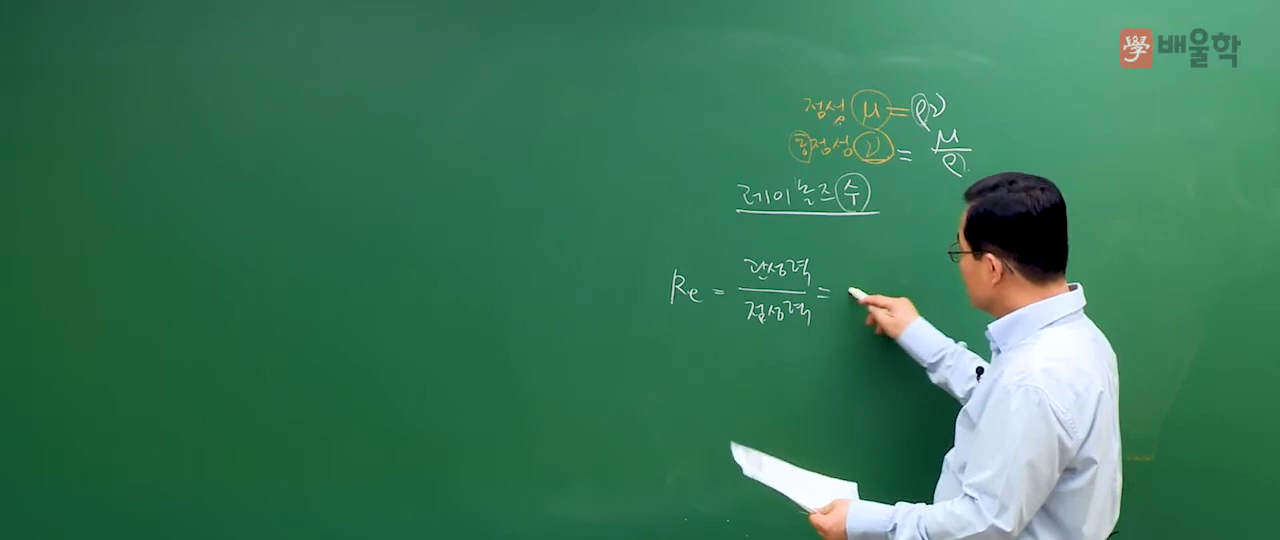 學 배울학
점성 μ = ρν
동점성 ν = μ/ρ
레이놀즈 수
Re = 관성력/점성력 =